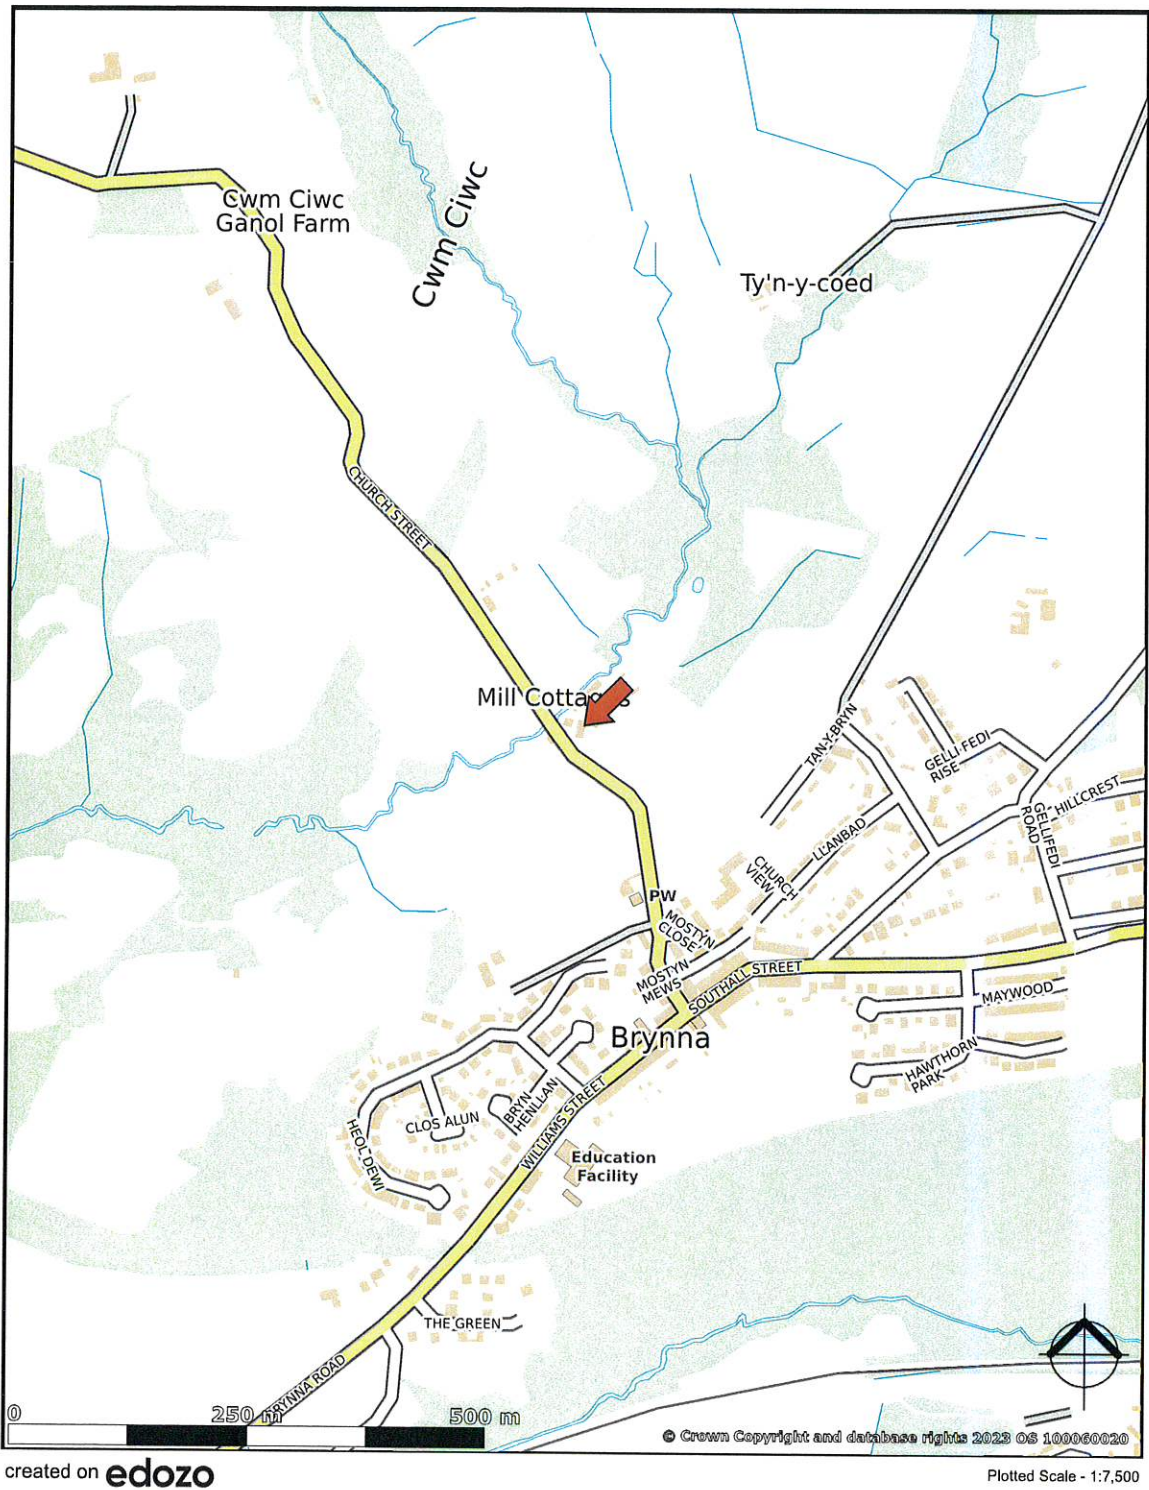 Cwm Ciwc
Ganol Farm
Cwm Ciwc
Ty'n-y-coed
CHURCH STREET
Mill Cottages
TAN-Y-BRYN
GELLI-FEDI
RISE
HILLCREST
GELLIFEDI
ROAD
LLANBAD
CHURCH
VIEW
PW
MOSTYN
CLOSE
MOSTYN
MEWS
SOUTHALL STREET
MAYWOOD
Brynna
HAWTHORN
PARK
BRYN
HENLLAN
CLOS ALUN
WILLIAMS STREET
HEOL DEWI
Education
Facility
THE GREEN
BRYNNA ROAD
0 250 m 500 m
© Crown Copyright and database rights 2023 OS 100060020
created on edozo
Plotted Scale - 1:7,500